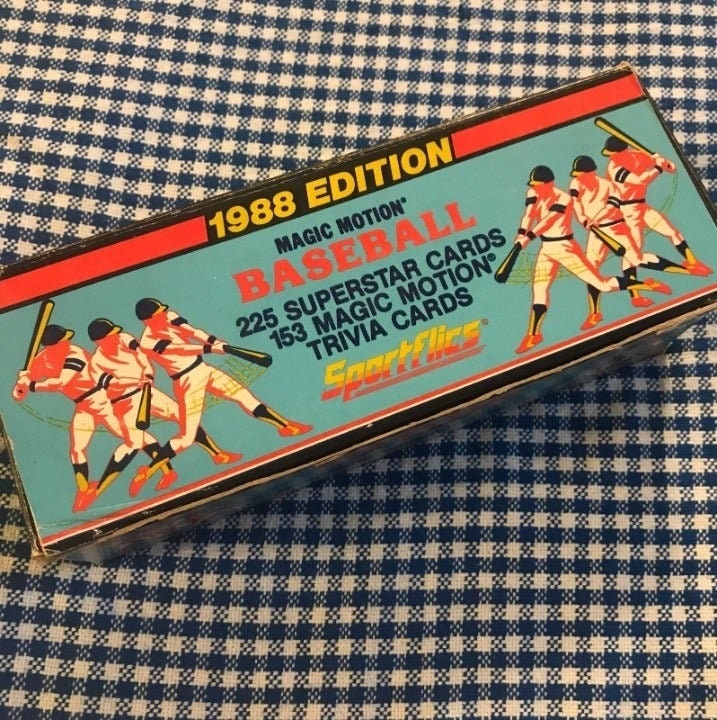 1988 EDITION
MAGIC MOTION®
BASEBALL
225 SUPERSTAR CARDS
153 MAGIC MOTION®
TRIVIA CARDS
Sportflics®